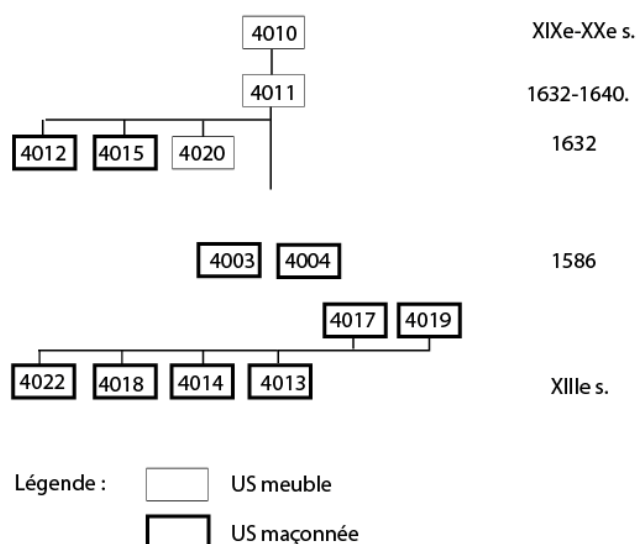 4010 XIXe-XXe s.
4011 1632-1640.
4012 4015 4020 1632
4003 4004 1586
4017 4019
4022 4018 4014 4013 XIIIe s.
Légende : US meuble
US maçonnée